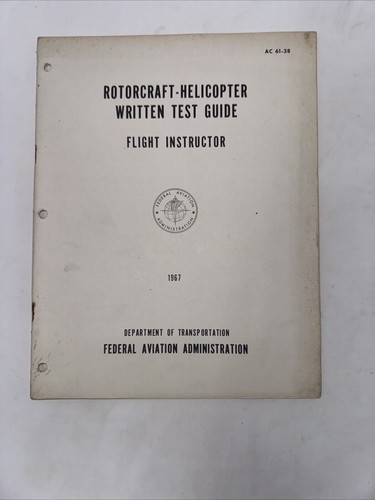 AC 61-38
ROTORCRAFT-HELICOPTER
WRITTEN TEST GUIDE
FLIGHT INSTRUCTOR
FEDERAL AVIATION
ADMINISTRATION
1967
DEPARTMENT OF TRANSPORTATION
FEDERAL AVIATION ADMINISTRATION